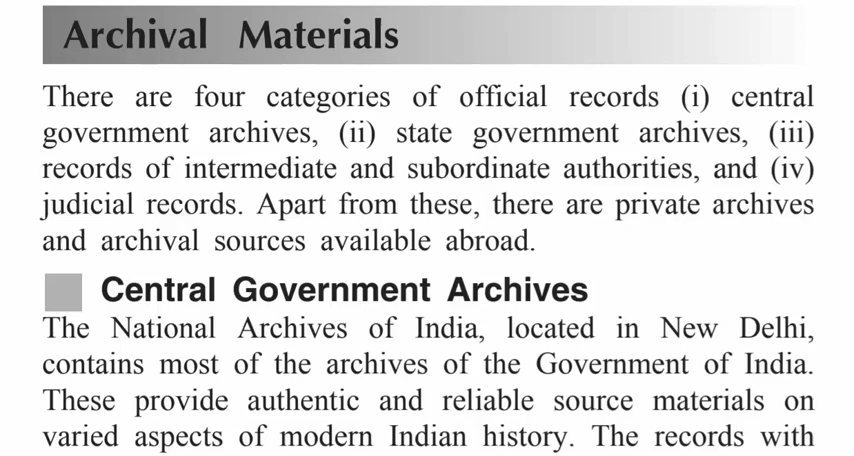 Archival Materials
There are four categories of official records (i) central
government archives, (ii) state government archives, (iii)
records of intermediate and subordinate authorities, and (iv)
judicial records. Apart from these, there are private archives
and archival sources available abroad.
Central Government Archives
The National Archives of India, located in New Delhi,
contains most of the archives of the Government of India.
These provide authentic and reliable source materials on
varied aspects of modern Indian history. The records with